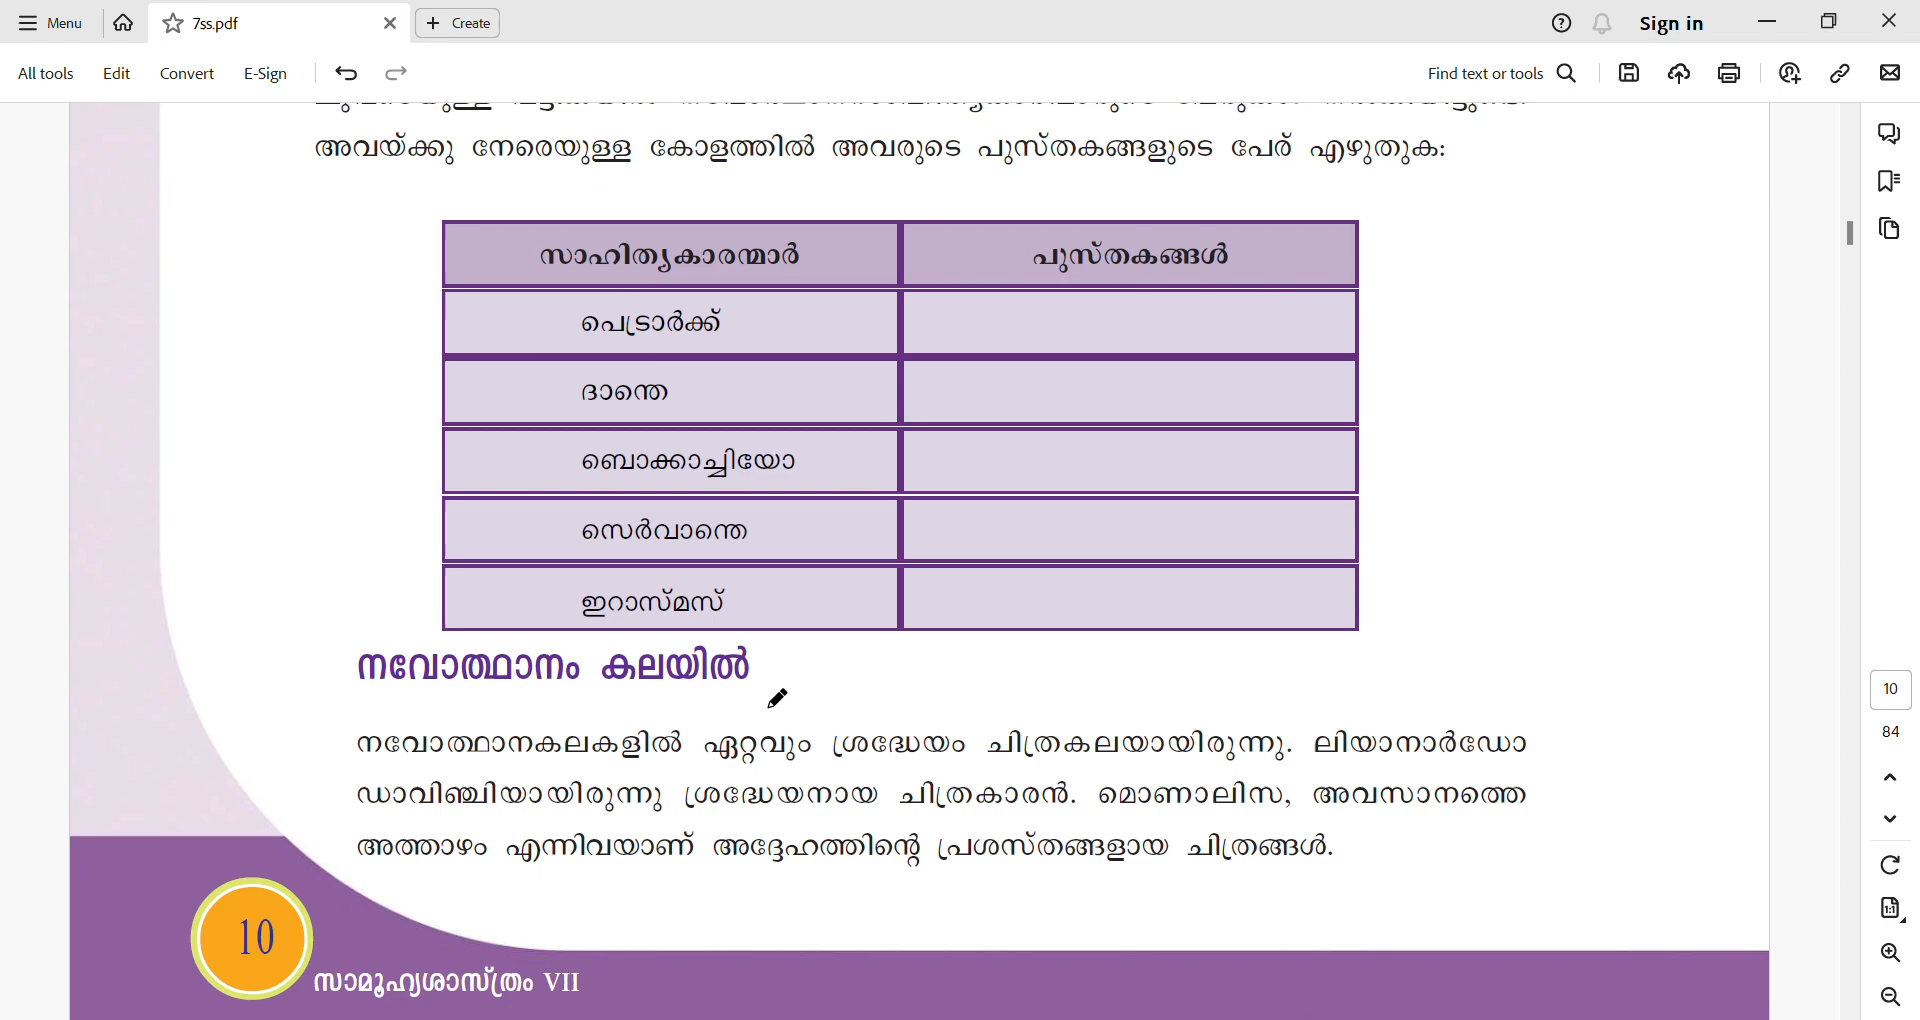 Menu
7ss.pdf
Create
Sign in
All tools
Edit
Convert
E-Sign
Find text or tools
അവയ്ക്കു നേരെയുള്ള കോളത്തിൽ അവരുടെ പുസ്തകങ്ങളുടെ പേര് എഴുതുക:
സാഹിത്യകാരന്മാർ പുസ്തകങ്ങൾ
പെട്രാർക്ക്
ദാന്തെ
ബൊക്കാച്ചിയോ
സെർവാന്തെ
ഇറാസ്മസ്
നവോത്ഥാനം കലയിൽ
നവോത്ഥാനകലകളിൽ ഏറ്റവും ശ്രദ്ധേയം ചിത്രകലയായിരുന്നു. ലിയാനാർഡോ
ഡാവിഞ്ചിയായിരുന്നു ശ്രദ്ധേയനായ ചിത്രകാരൻ. മൊണാലിസ, അവസാനത്തെ
അത്താഴം എന്നിവയാണ് അദ്ദേഹത്തിന്റെ പ്രശസ്തങ്ങളായ ചിത്രങ്ങൾ.
10
സാമൂഹ്യശാസ്ത്രം VII
10
84